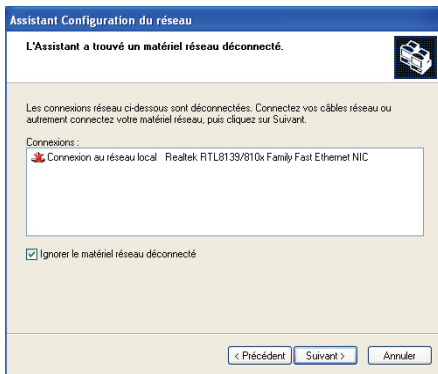 Assistant Configuration du réseau
L'Assistant a trouvé un matériel réseau déconnecté.
Les connexions réseau ci-dessous sont déconnectées. Connectez vos câbles réseau ou
autrement connectez votre matériel réseau, puis cliquez sur Suivant.
Connexions :
Connexion au réseau local Realtek RTL8139/810x Family Fast Ethernet NIC
Ignorer le matériel réseau déconnecté
< Précédent Suivant > Annuler